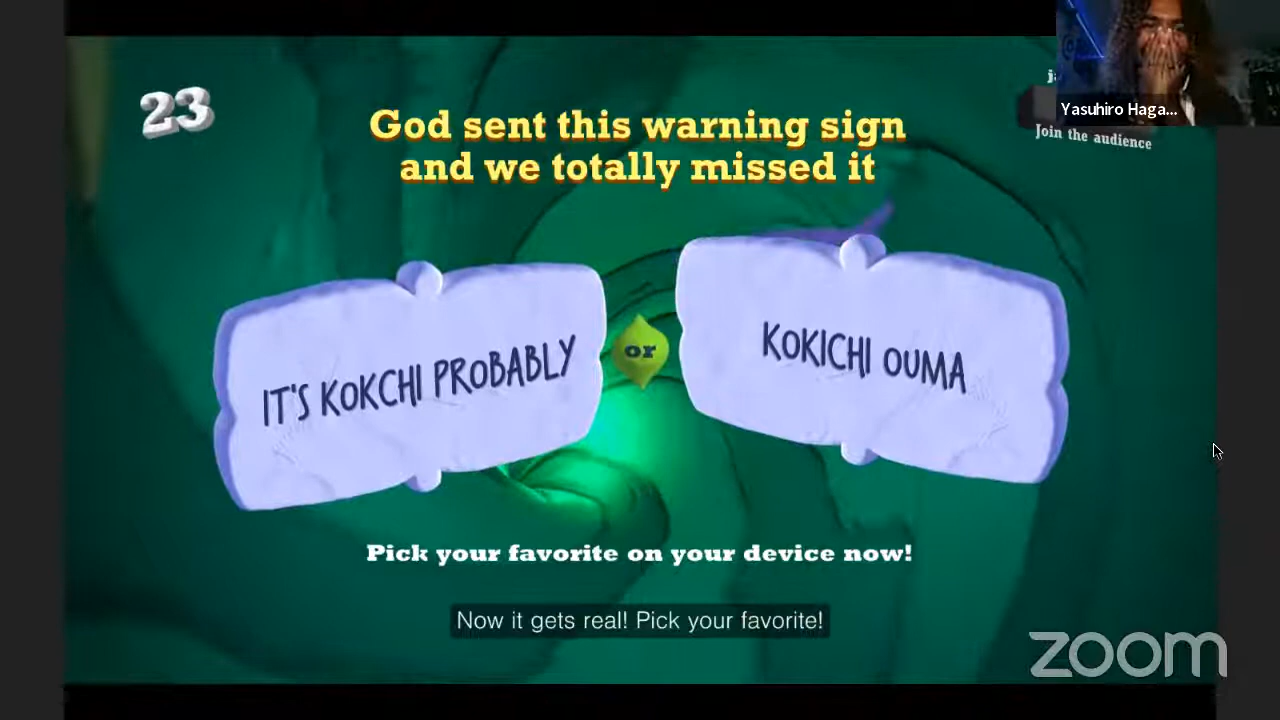 23
God sent this warning sign
and we totally missed it
Yasuhiro Haga...
Join the audience
IT'S KOKCHI PROBABLY
or
KOKICHI OUMA
Pick your favorite on your device now!
Now it gets real! Pick your favorite!
zoom